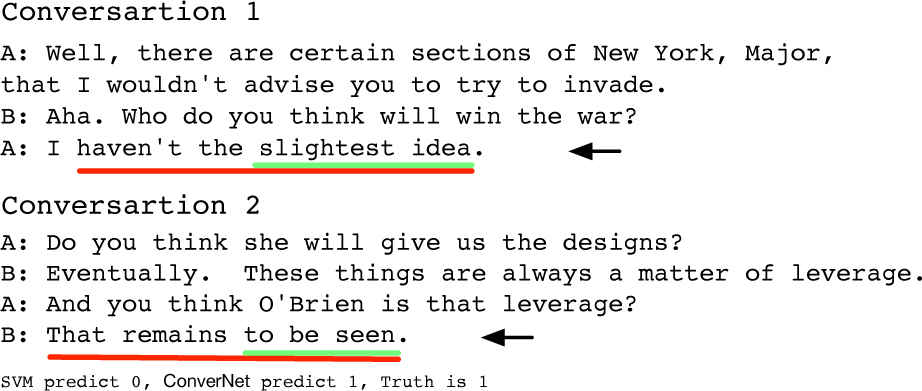 Conversartion 1
A: Well, there are certain sections of New York, Major,
that I wouldn't advise you to try to invade.
B: Aha. Who do you think will win the war?
A: I haven't the slightest idea.
Conversartion 2
A: Do you think she will give us the designs?
B: Eventually.  These things are always a matter of leverage.
A: And you think O'Brien is that leverage?
B: That remains to be seen.
SVM predict 0, ConverNet predict 1, Truth is 1